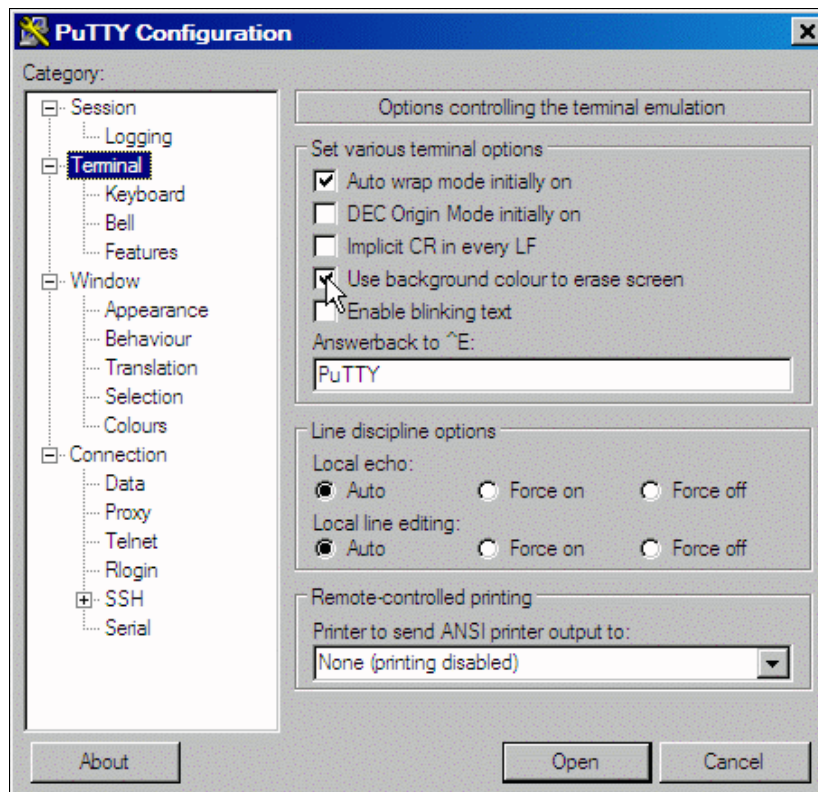 PuTTY Configuration
Category:
Session
Logging
Terminal
Keyboard
Bell
Features
Window
Appearance
Behaviour
Translation
Selection
Colours
Connection
Data
Proxy
Telnet
Rlogin
SSH
Serial
Options controlling the terminal emulation
Set various terminal options
Auto wrap mode initially on
DEC Origin Mode initially on
Implicit CR in every LF
Use background colour to erase screen
Enable blinking text
Answerback to ^E:
PuTTY
Line discipline options
Local echo:
Auto Force on Force off
Local line editing:
Auto Force on Force off
Remote-controlled printing
Printer to send ANSI printer output to:
None (printing disabled)
About Open Cancel